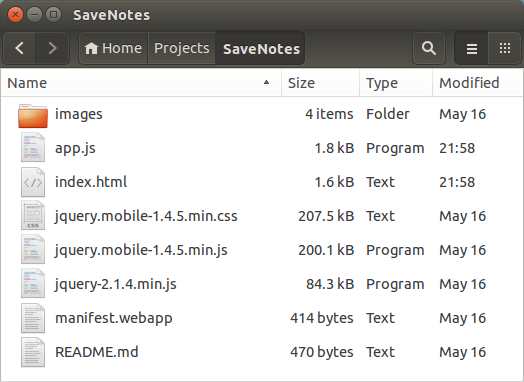 SaveNotes
Home Projects SaveNotes
Name Size Type Modified
images 4 items Folder May 16
app.js 1.8 kB Program 21:58
index.html 1.6 kB Text 21:58
jquery.mobile-1.4.5.min.css 207.5 kB Text May 16
jquery.mobile-1.4.5.min.js 200.1 kB Program May 16
jquery-2.1.4.min.js 84.3 kB Program May 16
manifest.webapp 414 bytes Text May 16
README.md 470 bytes Text May 16